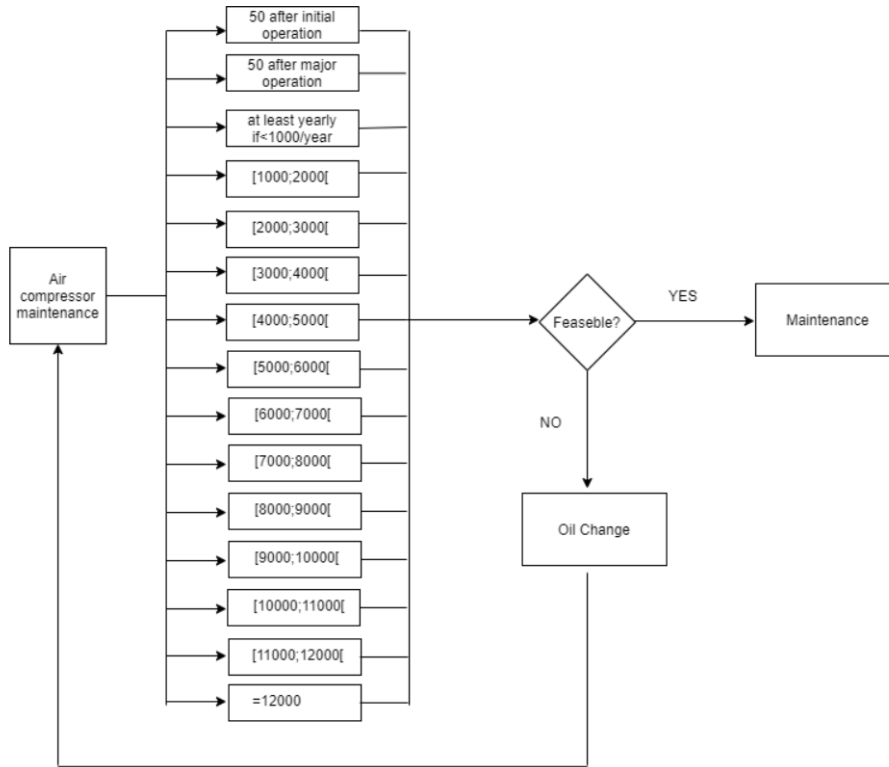 50 after initial
operation
50 after major
operation
at least yearly
if<1000/year
[1000;2000[
[2000;3000[
[3000;4000[
[4000;5000[
[5000;6000[
[6000;7000[
[7000;8000[
[8000;9000[
[9000;10000[
[10000;11000[
[11000;12000[
=12000
Air
compressor
maintenance
Feaseble?
YES
Maintenance
NO
Oil Change